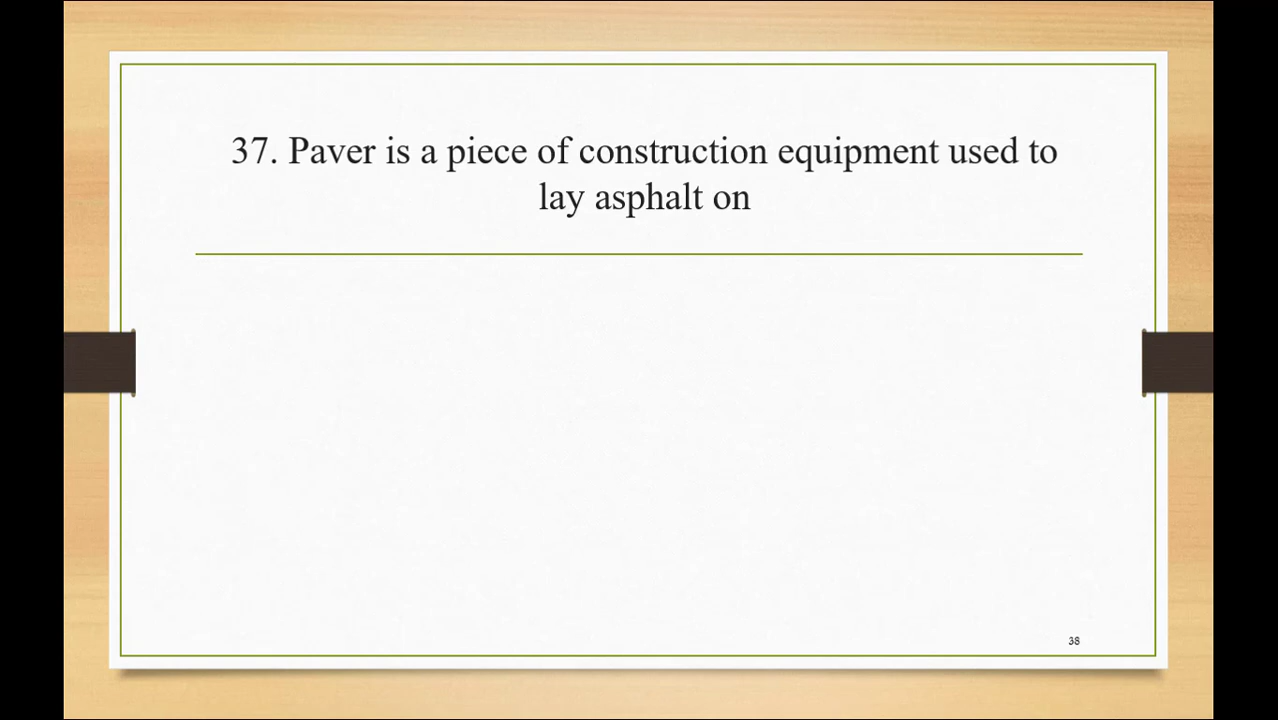 37. Paver is a piece of construction equipment used to
lay asphalt on
38